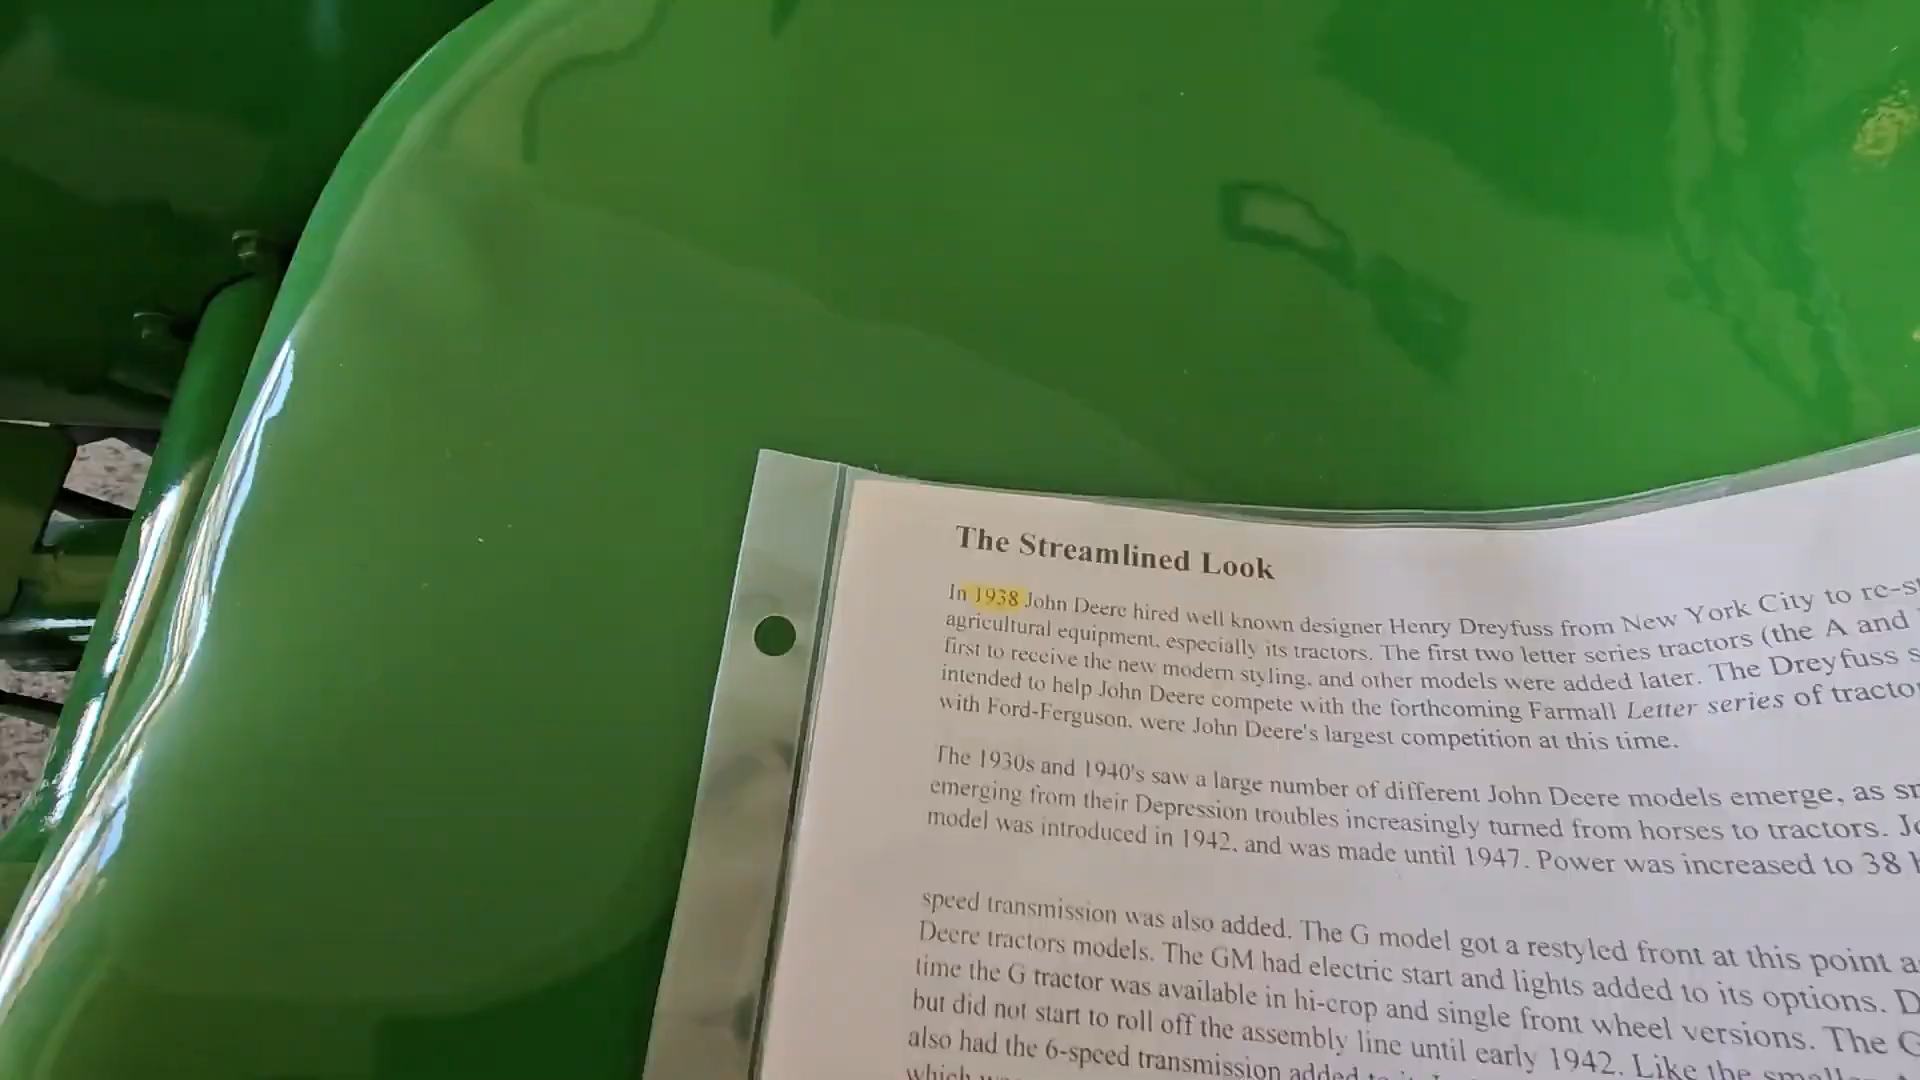 The Streamlined Look
In 1938 John Deere hired well known designer Henry Dreyfuss from New York City to
agricultural equipment, especially its tractors. The first two letter series tractors (the A and
first to receive the new modern styling, and other models were added later. The Dreyfuss
intended to help John Deere compete with the forthcoming Farmall Letter series of
with Ford-Ferguson, were John Deere's largest competition at this time.
The 1930s and 1940's saw a large number of different John Deere models emerge, as
emerging from their Depression troubles increasingly turned from horses to tractors.
model was introduced in 1942, and was made until 1947. Power was increased to 38
speed transmission was also added. The G model got a restyled front at this point
Deere tractors models. The GM had electric start and lights added to its options.
time the G tractor was available in hi-crop and single front wheel versions. The
but did not start to roll off the assembly line until early 1942. Like the
also had the 6-speed transmission added
which